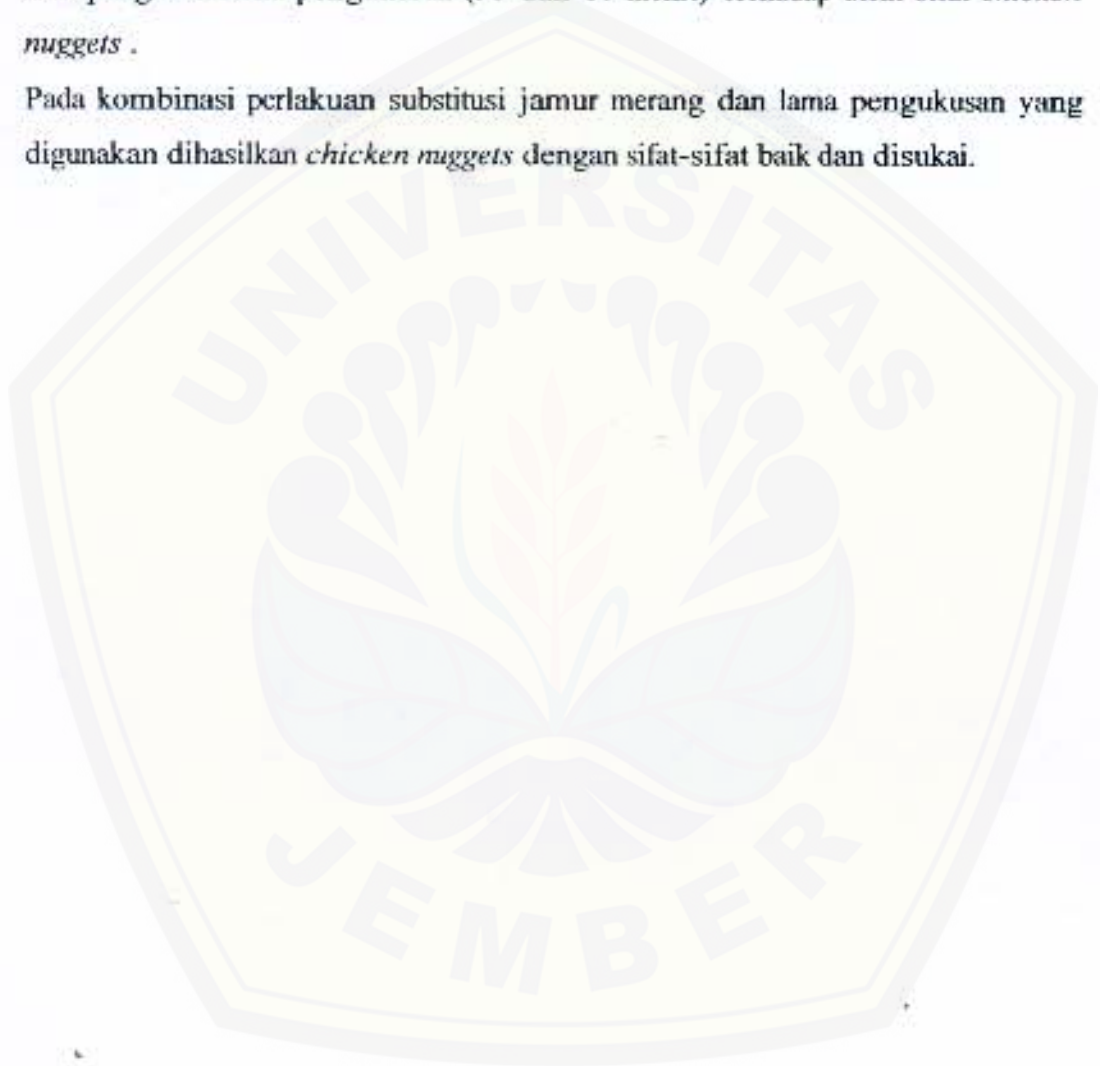 nuggets .
Pada kombinasi perlakuan substitusi jamur merang dan lama pengukusan yang
digunakan dihasilkan chicken nuggets dengan sifat-sifat baik dan disukai.
UNIVERSITAS
JEMBER